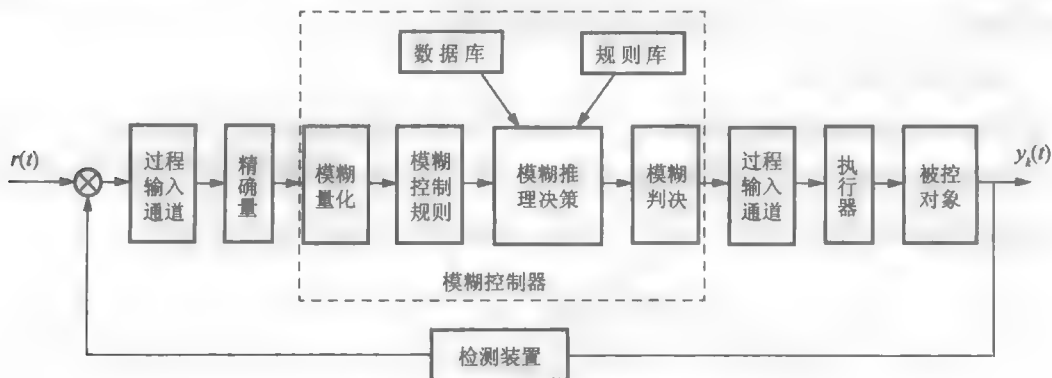 数据库
规则库
r(t)
过程
输入
通道
精
确
量
模糊
量化
模糊
控制
规则
模糊推
理决策
模糊
判决
过程
输入
通道
执
行
器
被控
对象
y_k(t)
模糊控制器
检测装置